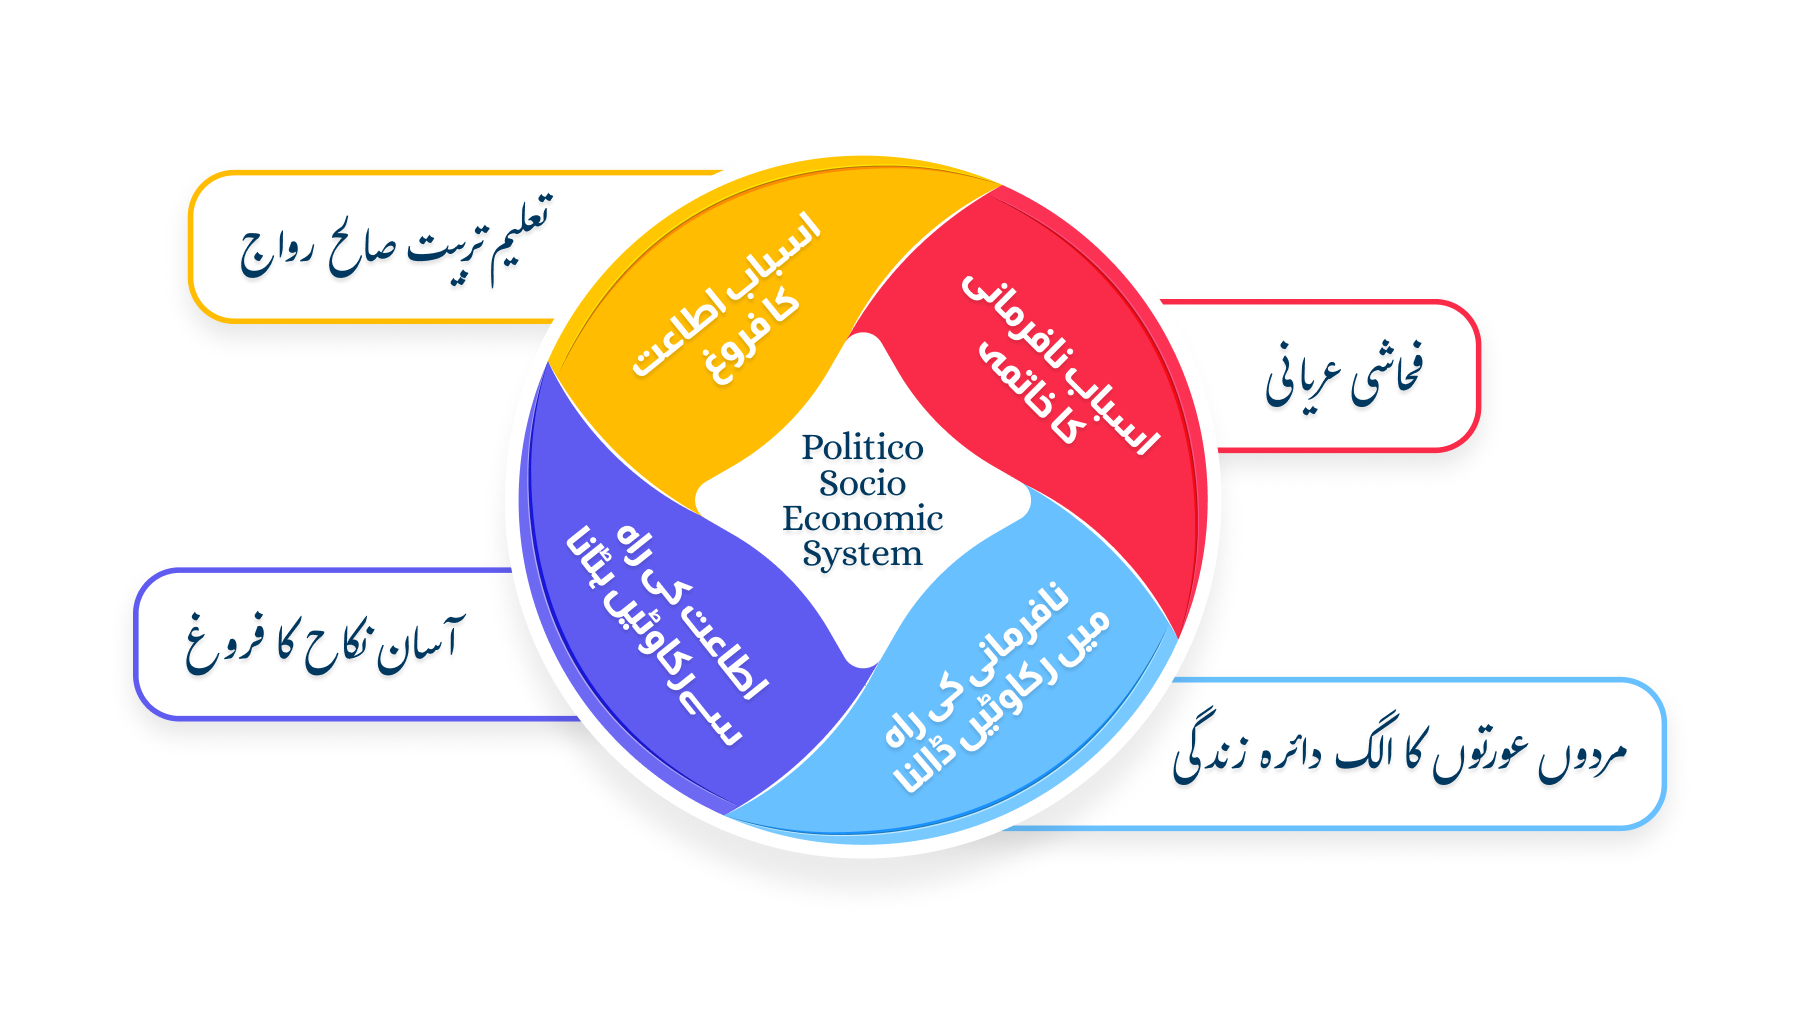 تعلیم تربیت صالح رواج
اسباب اطاعت
کا فروغ
اسباب نافرمانی
کا خاتمی
فحاشی عریانی
Politico
Socio
Economic
System
آسان نکاح کا فروغ
اطاعت کی راہ
سے رکاوٹیں ہٹانا
نافرمانی کی راہ
میں رکاوٹیں ڈالنا
مردوں عورتوں کا الگ دائرہ زندگی